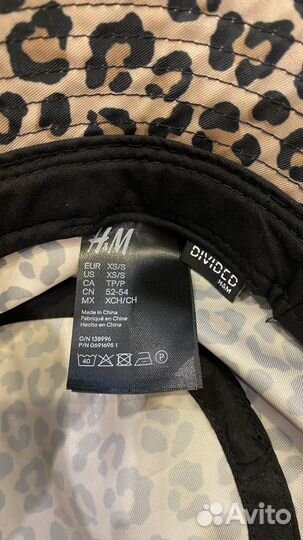 H&M
DIVIDED
H&M
EUR XS/S
US XS/S
CA TP/P
CN 52-54
MX XCH/CH
Made in China
Fabriqué en Chine
Hecho en China
O/N 138996
P/N 0691695 1
40
P
Avito